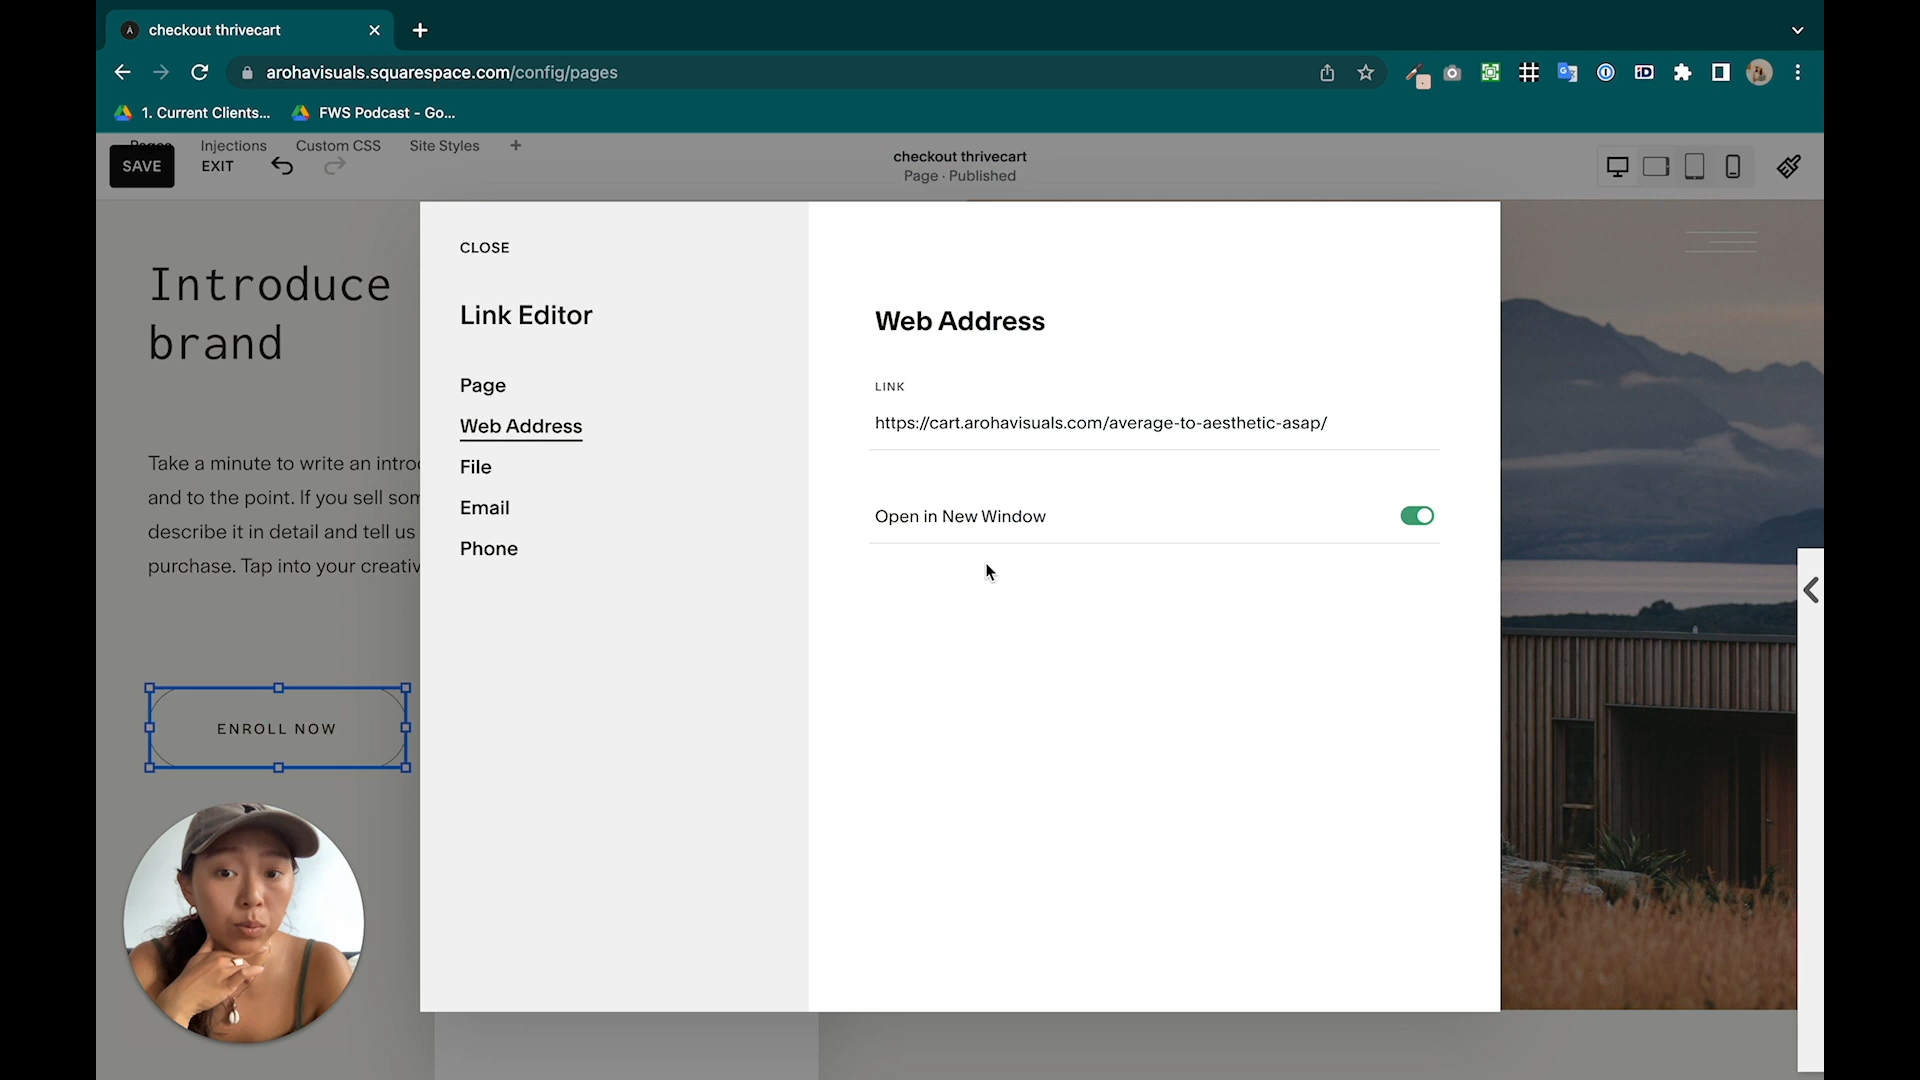 checkout thrivecart
arohavisuals.squarespace.com/config/pages
1. Current Clients...
FWS Podcast - Go...
Pages
Injections
Custom CSS
Site Styles
SAVE
EXIT
checkout thrivecart
Page · Published
CLOSE
Link Editor
Page
Web Address
File
Email
Phone
Web Address
LINK
https://cart.arohavisuals.com/average-to-aesthetic-asap/
Open in New Window
Introduce
brand
Take a minute to write an intro
and to the point. If you sell som
describe it in detail and tell us
purchase. Tap into your creativ
ENROLL NOW